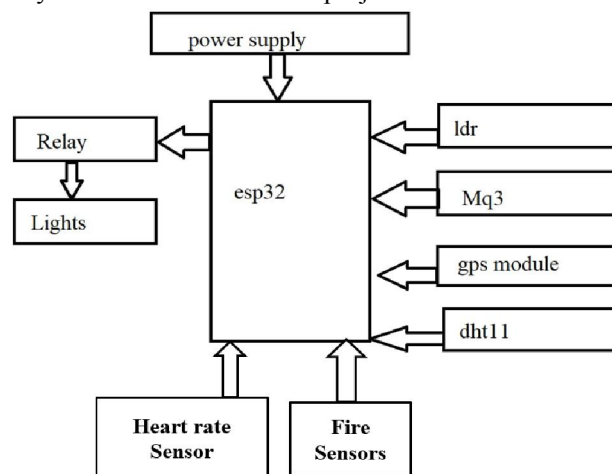 power supply
Relay
Lights
esp32
ldr
Mq3
gps module
dht11
Heart rate
Sensor
Fire
Sensors